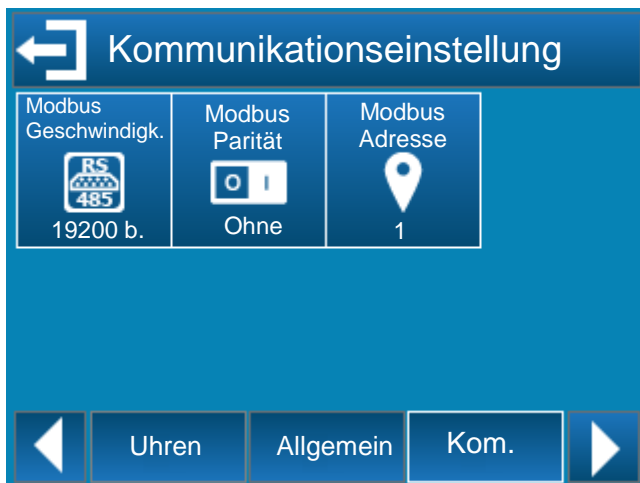 Kommunikationseinstellung
Modbus
Geschwindigk.
RS
485
19200 b.
Modbus
Parität
O I
Ohne
Modbus
Adresse
1
Uhren
Allgemein
Kom.